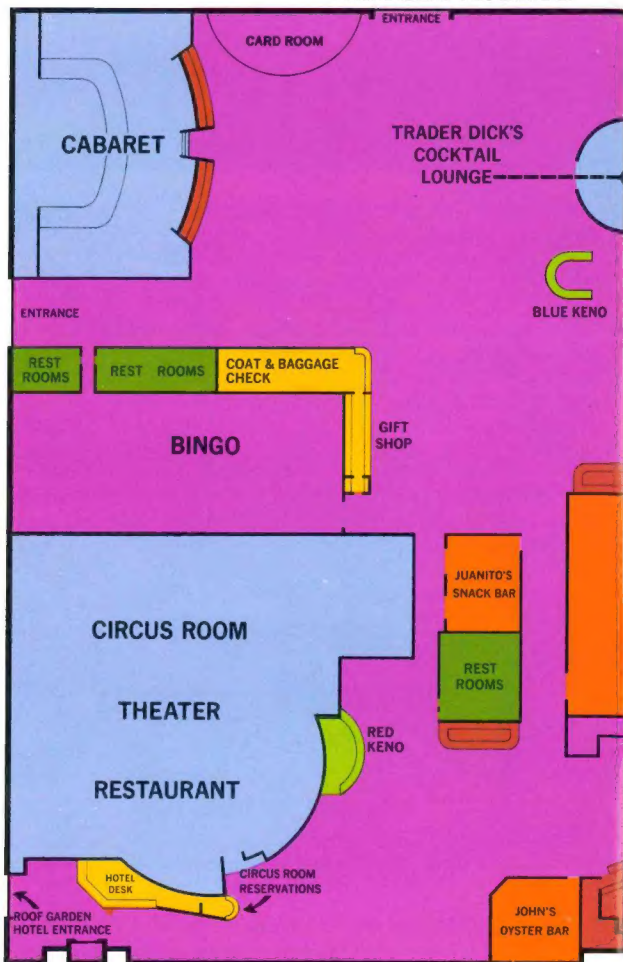 ENTRANCE
CARD ROOM
CABARET
TRADER DICK'S
COCKTAIL
LOUNGE
BLUE KENO
ENTRANCE
REST
ROOMS
REST ROOMS
COAT & BAGGAGE
CHECK
BINGO
GIFT
SHOP
JUANITO'S
SNACK BAR
CIRCUS ROOM
THEATER
RESTAURANT
REST
ROOMS
RED
KENO
HOTEL
DESK
CIRCUS ROOM
RESERVATIONS
ROOF GARDEN
HOTEL ENTRANCE
JOHN'S
OYSTER BAR